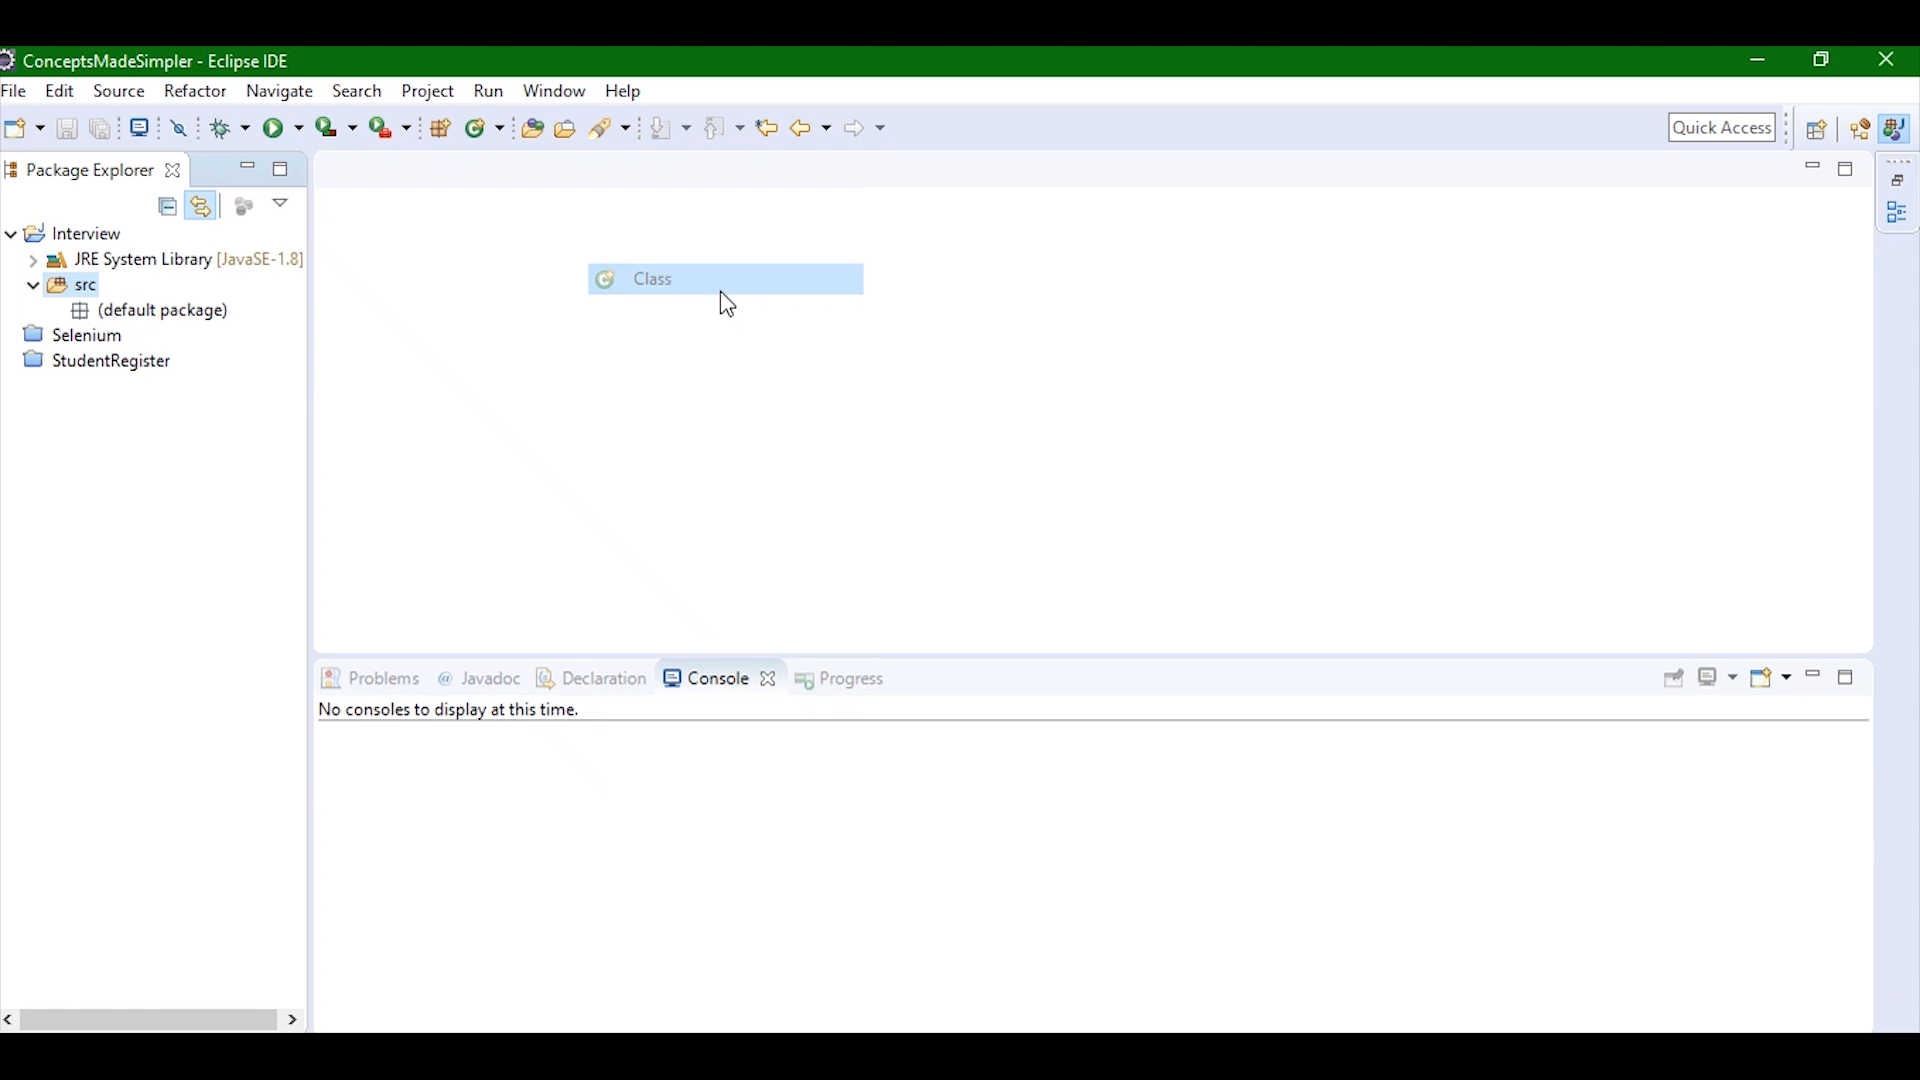 ConceptsMadeSimpler - Eclipse IDE
File Edit Source Refactor Navigate Search Project Run Window Help
Quick Access
Package Explorer
Interview
JRE System Library [JavaSE-1.8]
src
(default package)
Selenium
StudentRegister
Class
Problems @ Javadoc Declaration Console Progress
No consoles to display at this time.